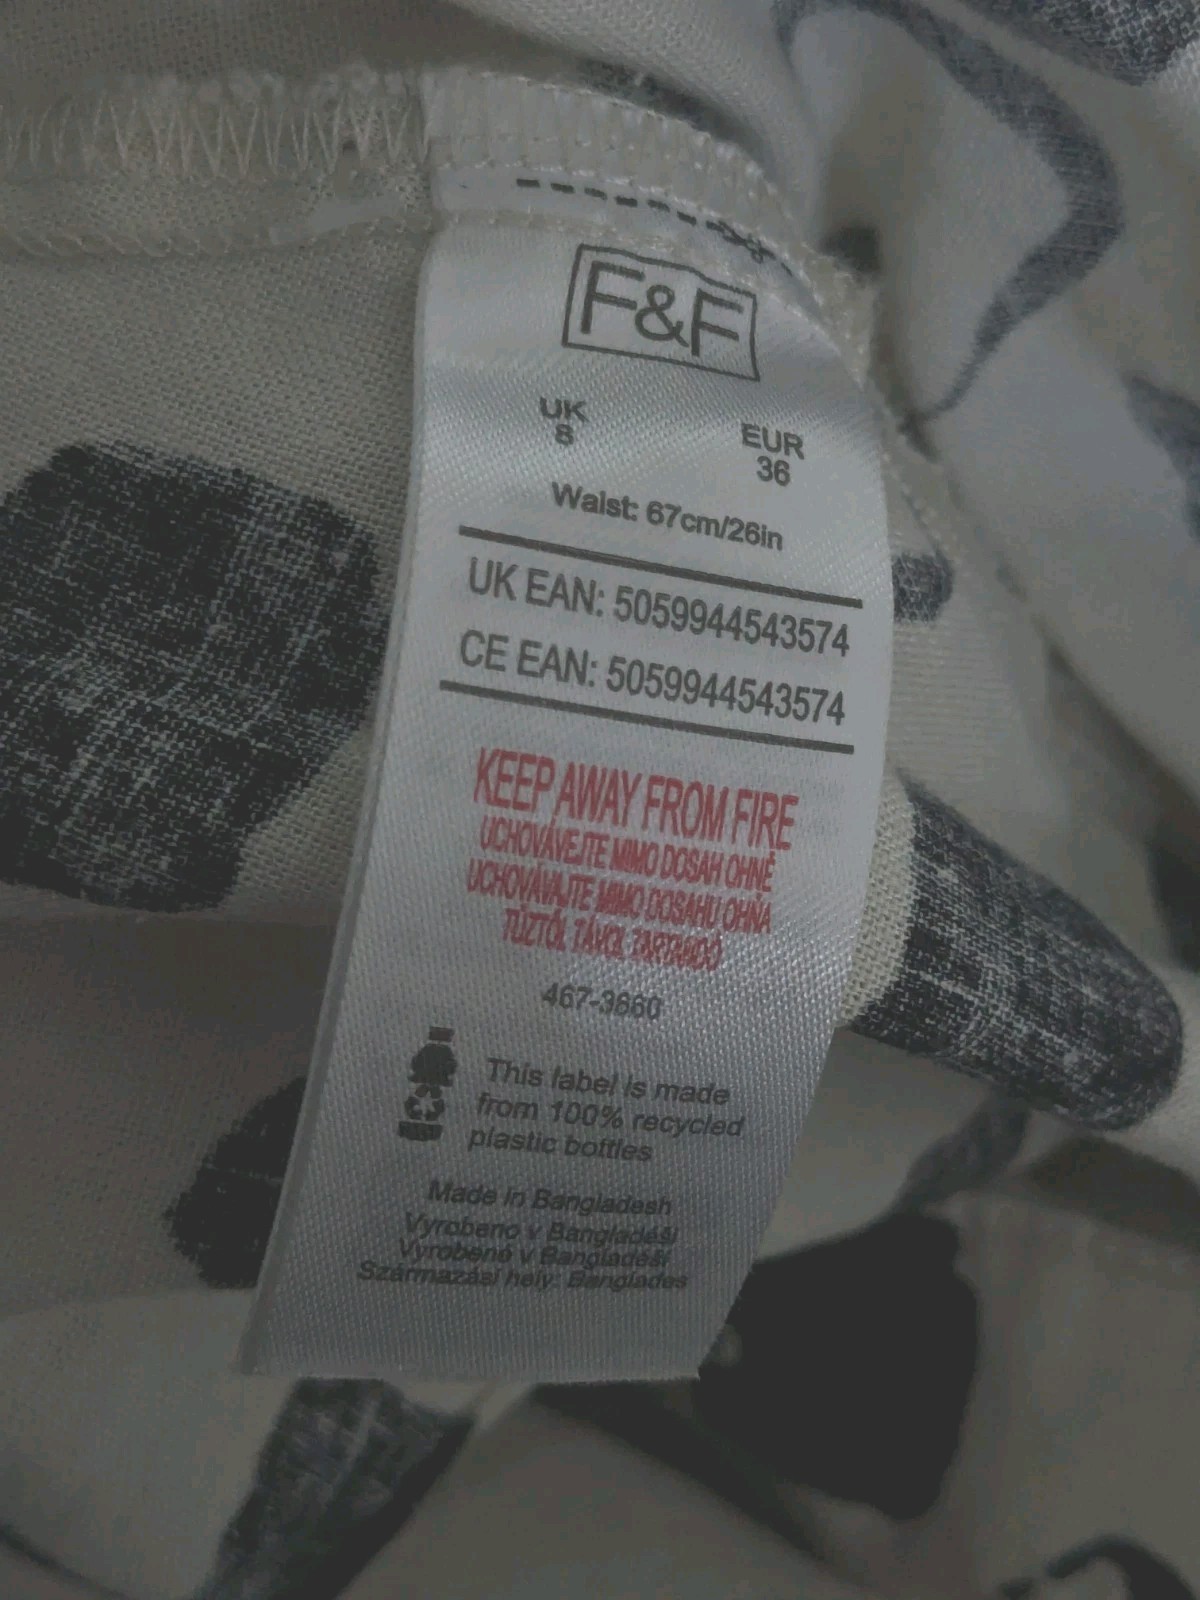 F&F
UK EUR
8 36
Waist: 67cm/26in
UK EAN: 5059944543574
CE EAN: 5059944543574
KEEP AWAY FROM FIRE
UCHOVÁVEJTE MIMO DOSAH OHNĚ
UCHOVÁVAJTE MIMO DOSAHU OHŇA
TŰZTŐL TÁVOL TARTANDÓ
467-3660
This label is made
from 100% recycled
plastic bottles
Made in Bangladesh
Vyrobeno v Bangladéši
Vyrobené v Bangladéši
Származási hely: Banglades